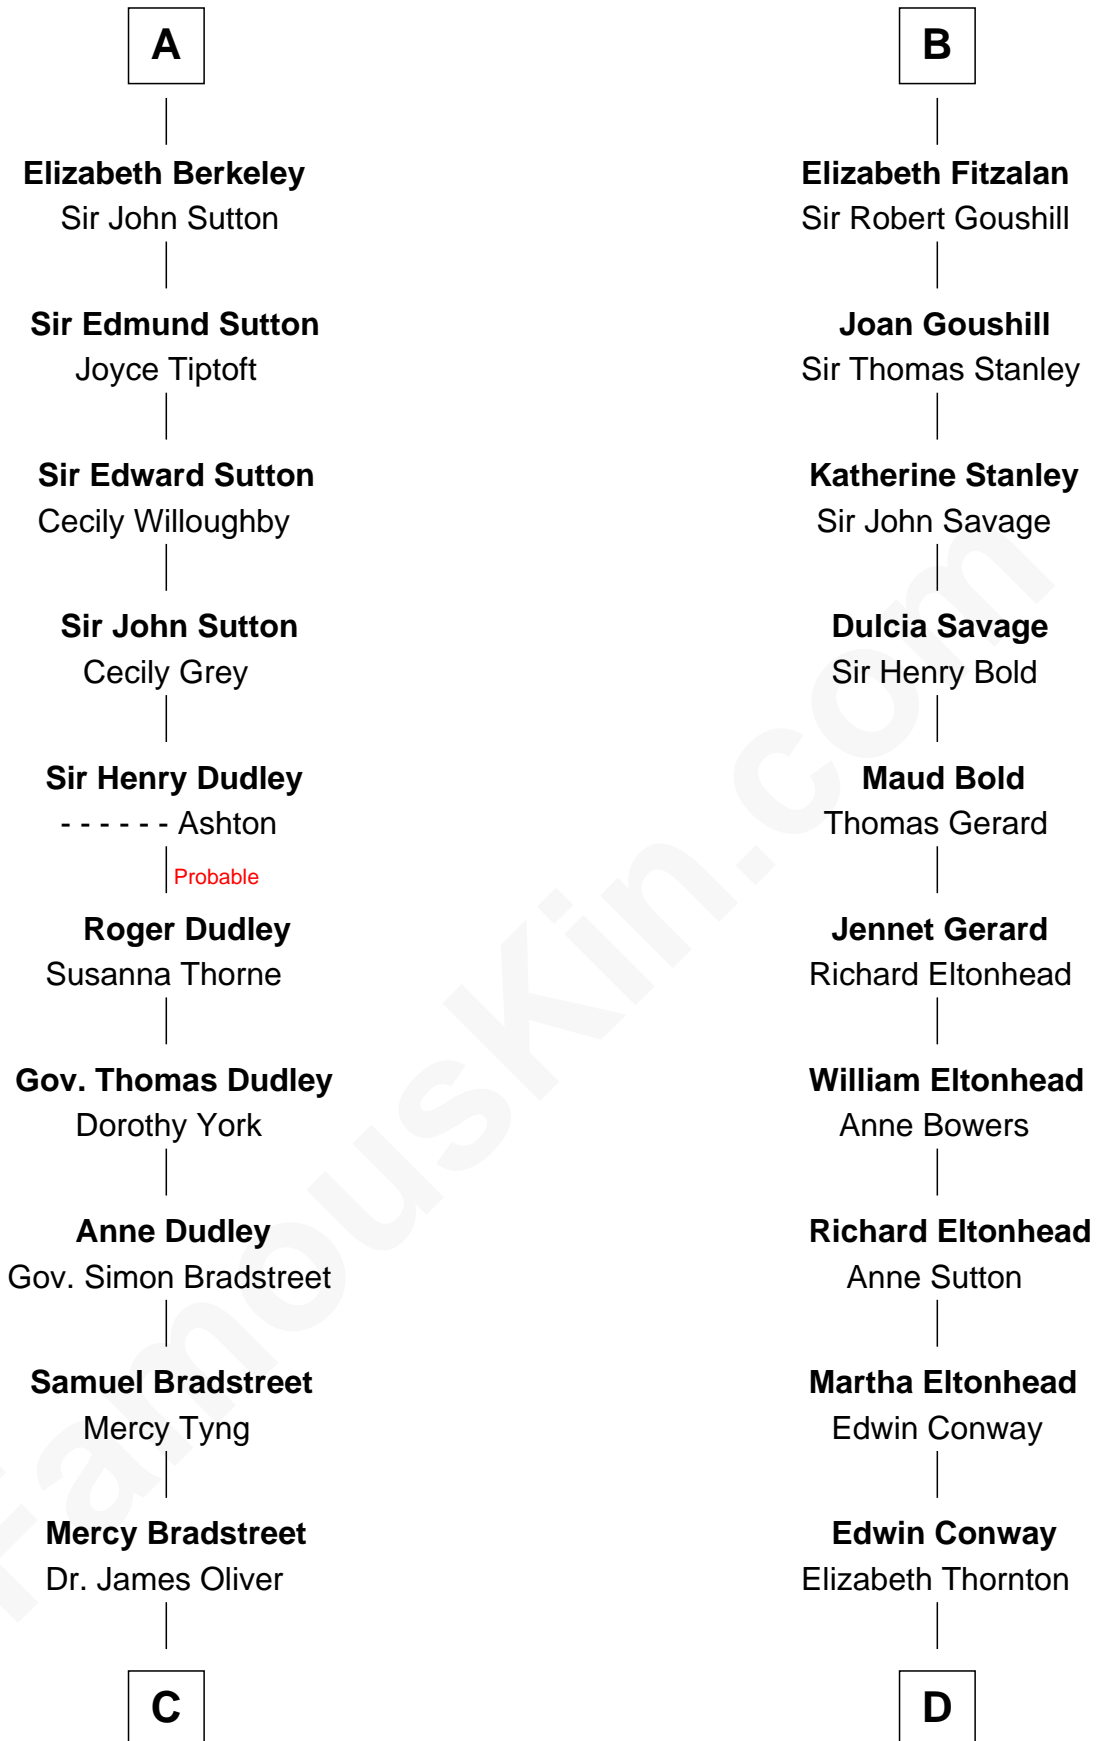 A
Elizabeth Berkeley
Sir John Sutton
Sir Edmund Sutton
Joyce Tiptoft
Sir Edward Sutton
Cecily Willoughby
Sir John Sutton
Cecily Grey
Sir Henry Dudley
- - - - - - Ashton
Probable
Roger Dudley
Susanna Thorne
Gov. Thomas Dudley
Dorothy York
Anne Dudley
Gov. Simon Bradstreet
Samuel Bradstreet
Mercy Tyng
Mercy Bradstreet
Dr. James Oliver
C
B
Elizabeth Fitzalan
Sir Robert Goushill
Joan Goushill
Sir Thomas Stanley
Katherine Stanley
Sir John Savage
Dulcia Savage
Sir Henry Bold
Maud Bold
Thomas Gerard
Jennet Gerard
Richard Eltonhead
William Eltonhead
Anne Bowers
Richard Eltonhead
Anne Sutton
Martha Eltonhead
Edwin Conway
Edwin Conway
Elizabeth Thornton
D
FamousKin.com